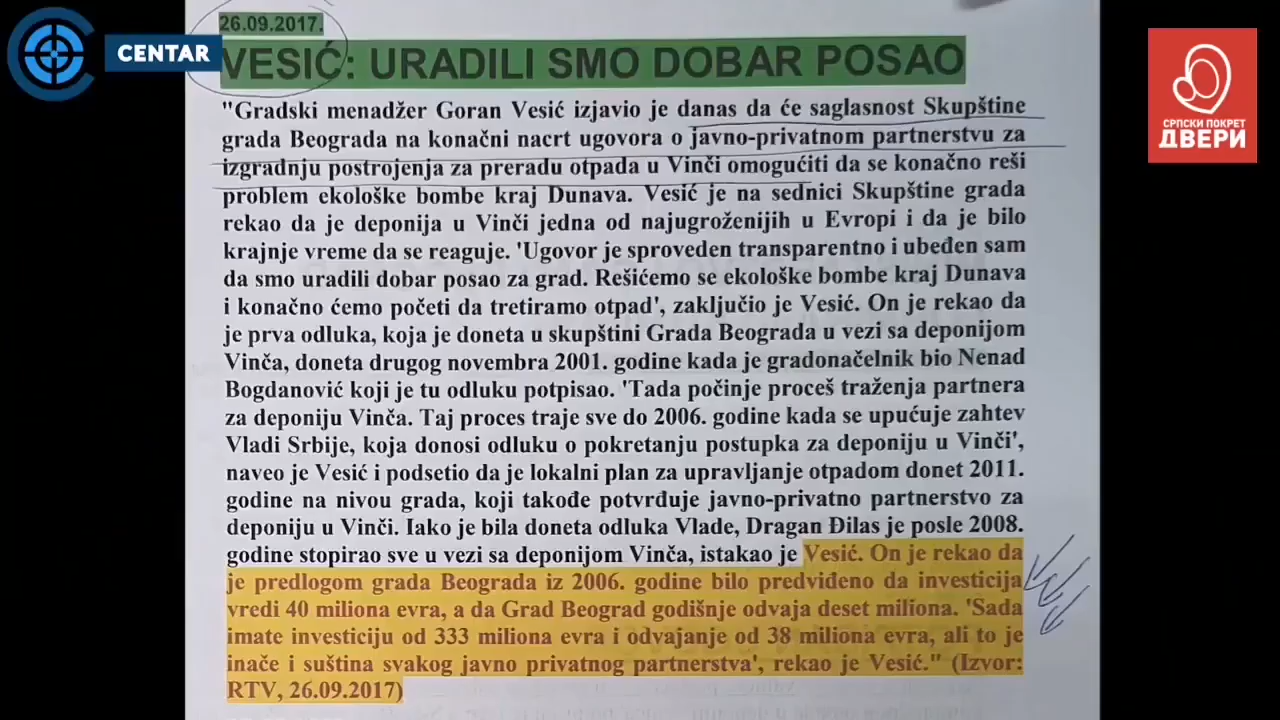 26.09.2017.
CENTAR
VESIĆ: URADILI SMO DOBAR POSAO
СРПСКИ ПОКРЕТ
ДВЕРИ
"Gradski menadžer Goran Vesić izjavio je danas da će saglasnost Skupštine
grada Beograda na konačni nacrt ugovora o javno-privatnom partnerstvu za
izgradnju postrojenja za preradu otpada u Vinči omogućiti da se konačno reši
problem ekološke bombe kraj Dunava. Vesić je na sednici Skupštine grada
rekao da je deponija u Vinči jedna od najugroženijih u Evropi i da je bilo
krajnje vreme da se reaguje. 'Ugovor je sproveden transparentno i ubeđen sam
da smo uradili dobar posao za grad. Rešićemo se ekološke bombe kraj Dunava
i konačno ćemo početi da tretiramo otpad', zaključio je Vesić. On je rekao da
je prva odluka, koja je doneta u skupštini Grada Beograda u vezi sa deponijom
Vinča, doneta drugog novembra 2001. godine kada je gradonačelnik bio Nenad
Bogdanović koji je tu odluku potpisao. 'Tada počinje proceš traženja partnera
za deponiju Vinča. Taj proces traje sve do 2006. godine kada se upućuje zahtev
Vladi Srbije, koja donosi odluku o pokretanju postupka za deponiju u Vinči',
naveo je Vesić i podsetio da je lokalni plan za upravljanje otpadom donet 2011.
godine na nivou grada, koji takođe potvrđuje javno-privatno partnerstvo za
deponiju u Vinči. Iako je bila doneta odluka Vlade, Dragan Đilas je posle 2008.
godine stopirao sve u vezi sa deponijom Vinča, istakao je Vesić. On je rekao da
je predlogom grada Beograda iz 2006. godine bilo predviđeno da investicija
vredi 40 miliona evra, a da Grad Beograd godišnje odvaja deset miliona. 'Sada
imate investiciju od 333 miliona evra i odvajanje od 38 miliona evra, ali to je
inače i suština svakog javno privatnog partnerstva', rekao je Vesić." (Izvor:
RTV, 26.09.2017)